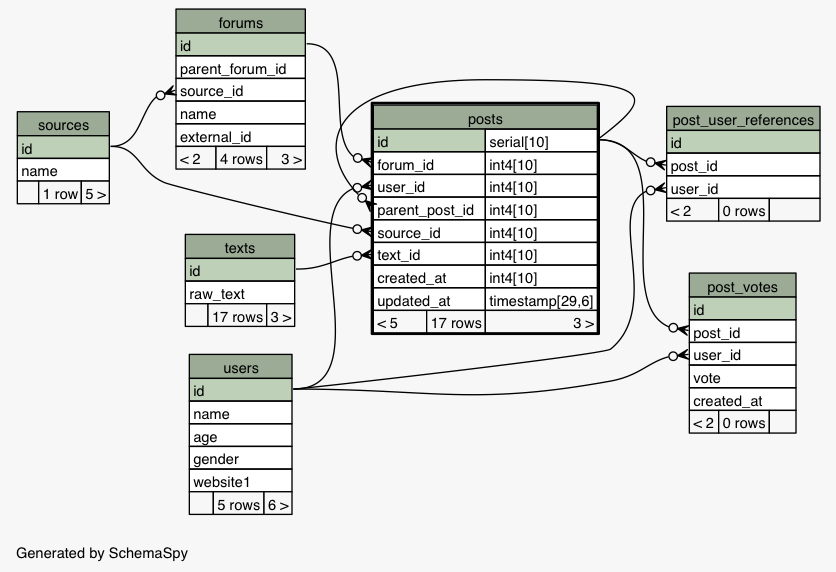 forums
id
parent_forum_id
source_id
name
external_id
< 2 4 rows 3 >
sources
id
name
1 row 5 >
posts
id serial[10]
forum_id int4[10]
user_id int4[10]
parent_post_id int4[10]
source_id int4[10]
text_id int4[10]
created_at int4[10]
updated_at timestamp[29,6]
< 5 17 rows 3 >
post_user_references
id
post_id
user_id
< 2 0 rows
texts
id
raw_text
17 rows 3 >
post_votes
id
post_id
user_id
vote
created_at
< 2 0 rows
users
id
name
age
gender
website1
5 rows 6 >
Generated by SchemaSpy